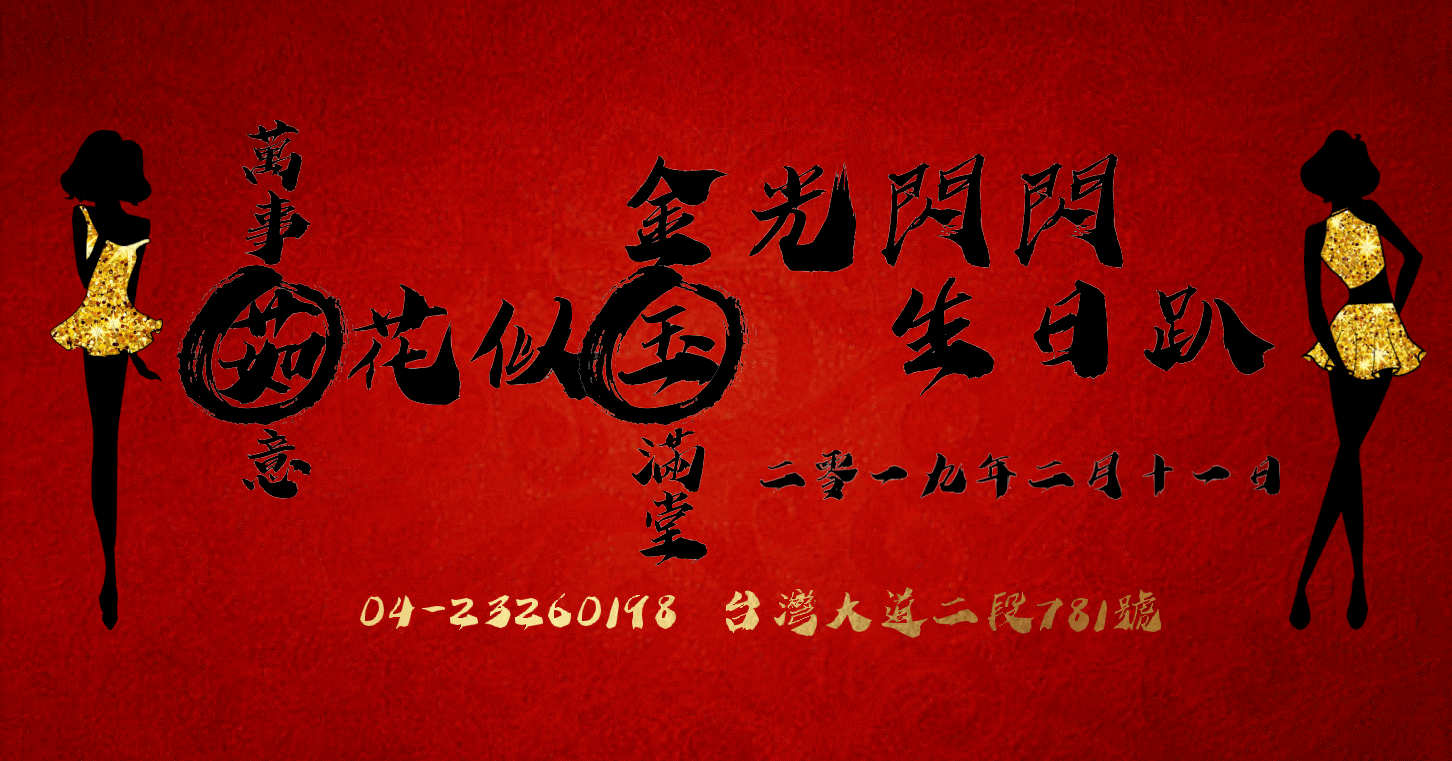 萬事
金光閃閃
茹花似玉 生日趴
意
滿堂
二零一九年二月十一日
04-23260198 台灣大道二段781號